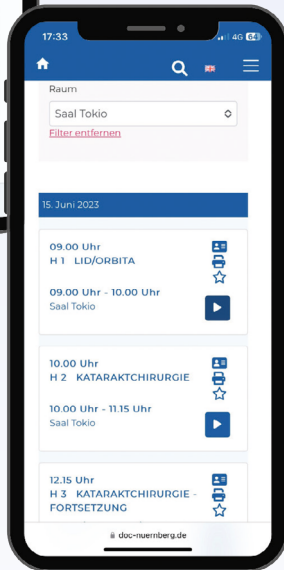 17:33
4G 64
Raum
Saal Tokio
Filter entfernen
15. Juni 2023
09.00 Uhr
H 1 LID/ORBITA
09.00 Uhr - 10.00 Uhr
Saal Tokio
10.00 Uhr
H 2 KATARAKTCHIRURGIE
10.00 Uhr - 11.15 Uhr
Saal Tokio
12.15 Uhr
H 3 KATARAKTCHIRURGIE -
FORTSETZUNG
doc-nuernberg.de